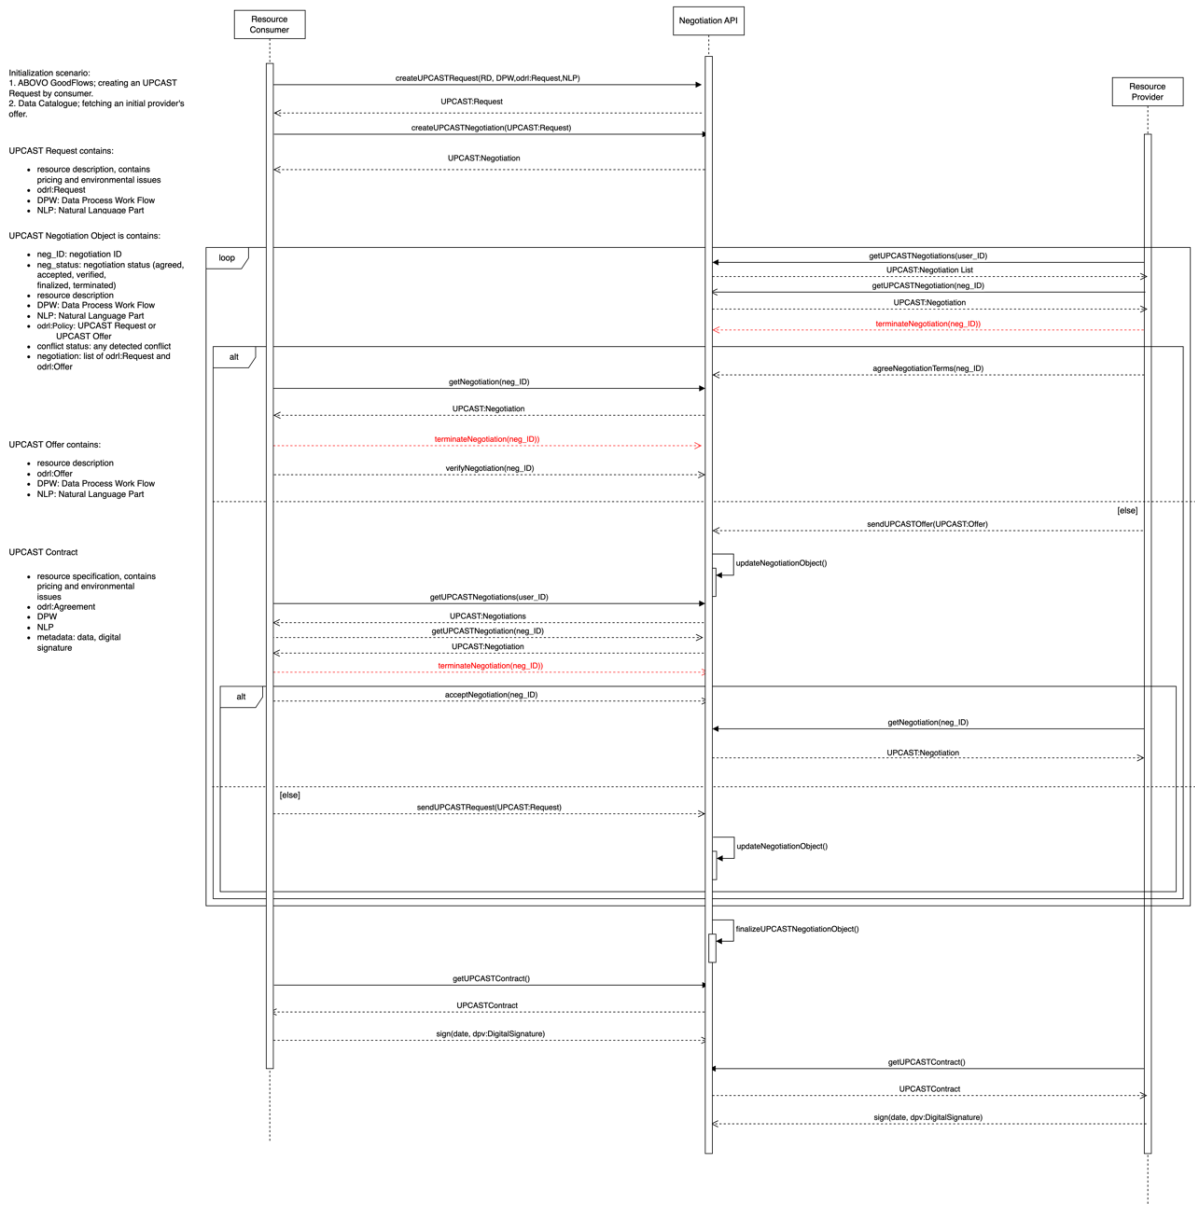 Resource
Consumer
Negotiation API
Resource
Provider
Initialization scenario:
1. ABOVO GoodFlows; creating an UPCAST
Request by consumer.
2. Data Catalogue; fetching an initial provider's
offer.
UPCAST Request contains:
• resource description, contains
pricing and environmental issues
• odrl:Request
• DPW: Data Process Work Flow
• NLP: Natural Language Part
UPCAST Negotiation Object is contains:
• neg_ID: negotiation ID
• neg_status: negotiation status (agreed,
accepted, verified,
finalized, terminated)
• resource description
• DPW: Data Process Work Flow
• NLP: Natural Language Part
• odrl:Policy: UPCAST Request or
UPCAST Offer
• conflict status: any detected conflict
• negotiation: list of odrl:Request and
odrl:Offer
UPCAST Offer contains:
• resource description
• odrl:Offer
• DPW: Data Process Work Flow
• NLP: Natural Language Part
UPCAST Contract
• resource specification, contains
pricing and environmental
issues
• odrl:Agreement
• DPW
• NLP
• metadata: data, digital
signature
createUPCASTRequest(RD, DPW,odrl:Request,NLP)
UPCAST:Request
createUPCASTNegotiation(UPCAST:Request)
UPCAST:Negotiation
loop
getUPCASTNegotiations(user_ID)
UPCAST:Negotiation List
getUPCASTNegotiation(neg_ID)
UPCAST:Negotiation
terminateNegotiation(neg_ID))
alt
agreeNegotiationTerms(neg_ID)
getNegotiation(neg_ID)
UPCAST:Negotiation
terminateNegotiation(neg_ID))
verifyNegotiation(neg_ID)
[else]
sendUPCASTOffer(UPCAST:Offer)
updateNegotiationObject()
getUPCASTNegotiations(user_ID)
UPCAST:Negotiations
getUPCASTNegotiation(neg_ID)
UPCAST:Negotiation
terminateNegotiation(neg_ID))
alt
acceptNegotiation(neg_ID)
getNegotiation(neg_ID)
UPCAST:Negotiation
[else]
sendUPCASTRequest(UPCAST:Request)
updateNegotiationObject()
finalizeUPCASTNegotiationObject()
getUPCASTContract()
UPCASTContract
sign(date, dpv:DigitalSignature)
getUPCASTContract()
UPCASTContract
sign(date, dpv:DigitalSignature)